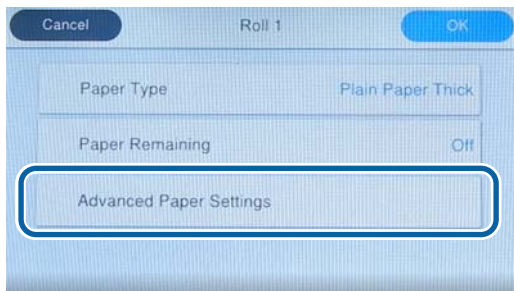 Cancel Roll 1 OK
Paper Type Plain Paper Thick
Paper Remaining Off
Advanced Paper Settings